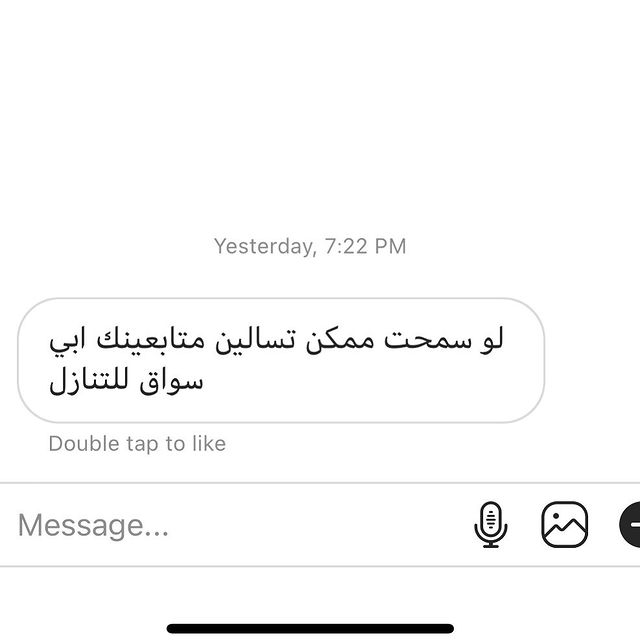 Yesterday, 7:22 PM
لو سمحت ممكن تسالين متابعينك ابي
سواق للتنازل
Double tap to like
Message...